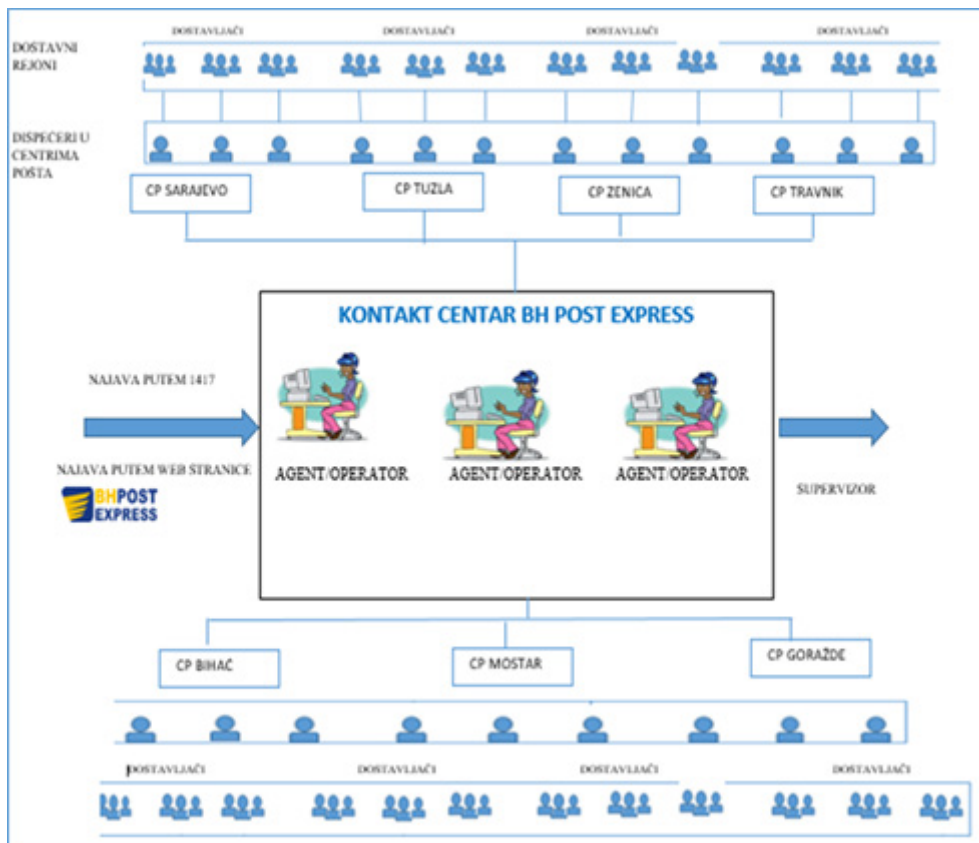 DOSTAVLJAČI DOSTAVLJAČI DOSTAVLJAČI DOSTAVLJAČI
DOSTAVNI
REJONI
DISPEČERI U
CENTRIMA
POŠTA
CP SARAJEVO
CP TUZLA
CP ZENICA
CP TRAVNIK
KONTAKT CENTAR BH POST EXPRESS
NAJAVA PUTEM 1417
NAJAVA PUTEM WEB STRANICE
BHPOST
EXPRESS
AGENT/OPERATOR
AGENT/OPERATOR
AGENT/OPERATOR
SUPERVIZOR
CP BIHAĆ
CP MOSTAR
CP GORAŽDE
DOSTAVLJAČI DOSTAVLJAČI DOSTAVLJAČI DOSTAVLJAČI